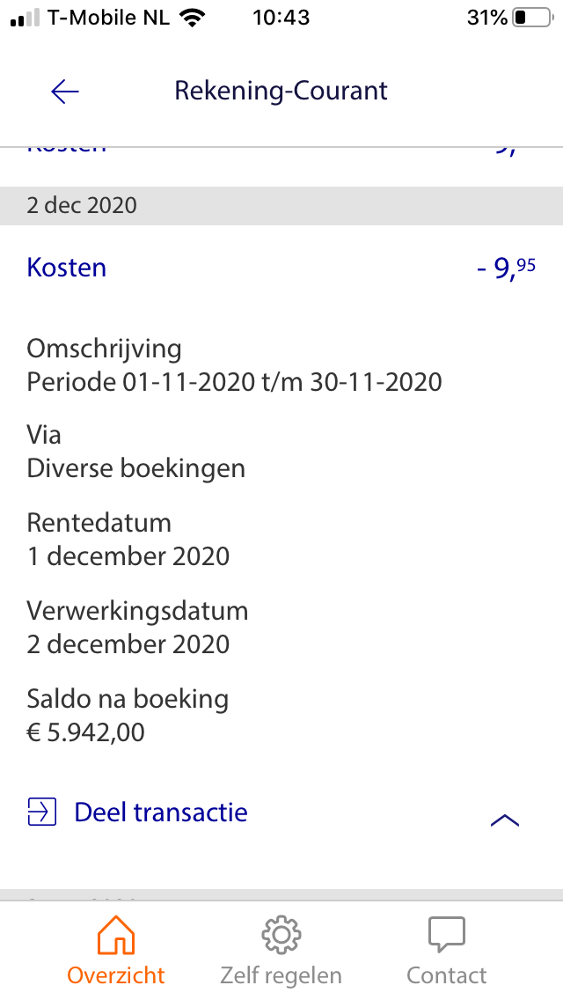 T-Mobile NL 10:43 31%
Rekening-Courant
2 dec 2020
Kosten - 9,95
Omschrijving
Periode 01-11-2020 t/m 30-11-2020
Via
Diverse boekingen
Rentedatum
1 december 2020
Verwerkingsdatum
2 december 2020
Saldo na boeking
€ 5.942,00
Deel transactie
Overzicht Zelf regelen Contact